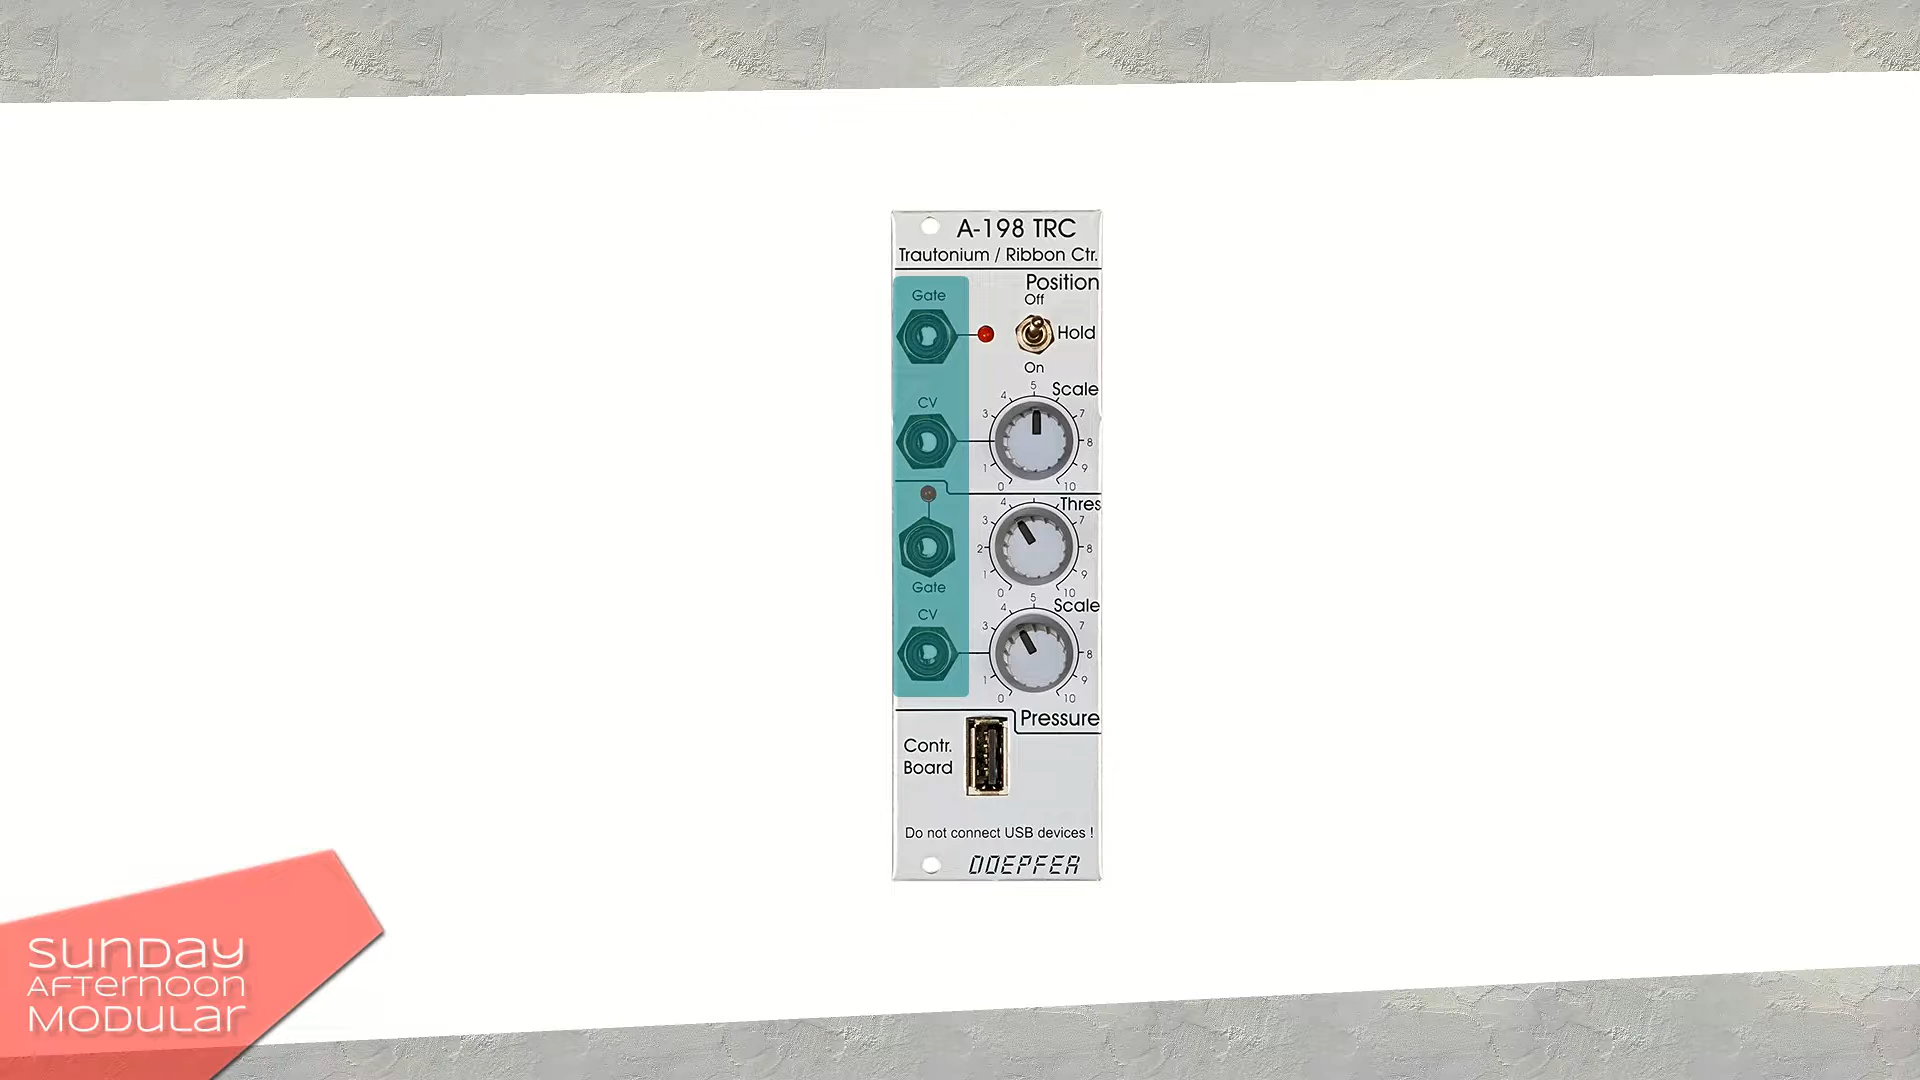 A-198 TRC
Trautonium / Ribbon Ctr.
Position
Gate
Off
Hold
On
CV
Scale
5
4
3
7
8
1
9
0
10
Thres
4
3
7
2
8
1
9
0
10
Gate
CV
Scale
5
4
3
7
8
1
9
0
10
Pressure
Contr.
Board
Do not connect USB devices !
DOEPFER
Sunday
Afternoon
Modular